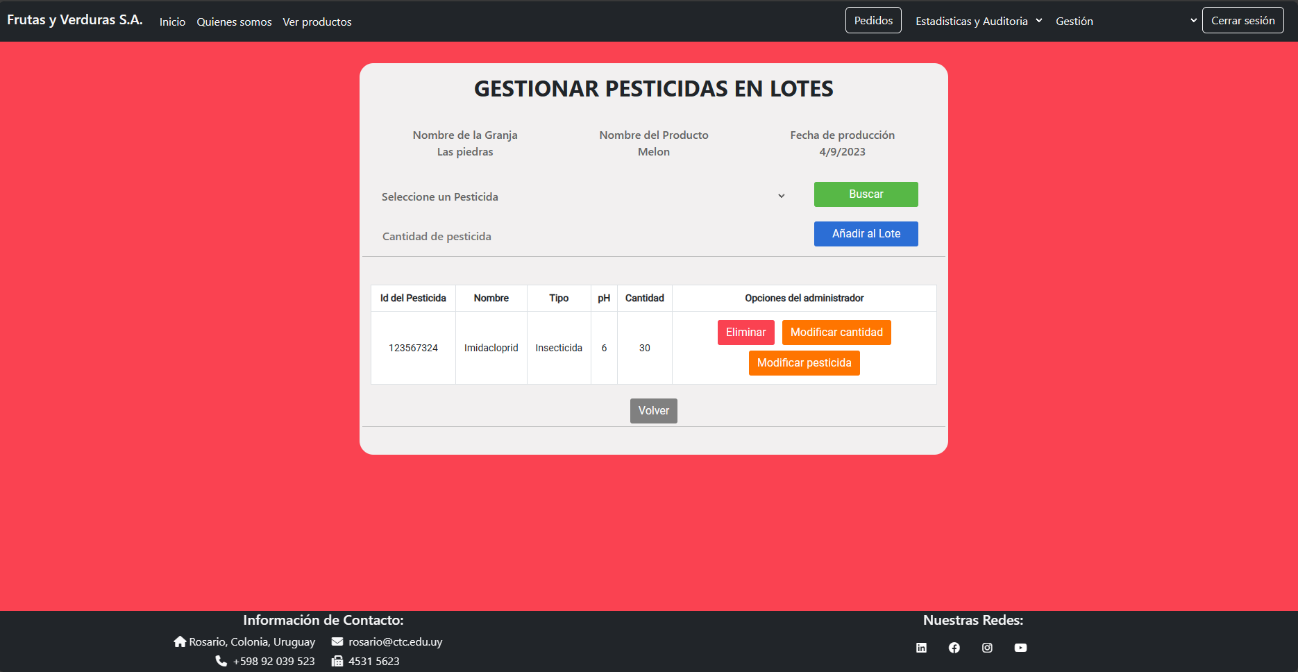 Frutas y Verduras S.A. Inicio Quienes somos Ver productos Pedidos Estadisticas y Auditoria Gestión Cerrar sesión
GESTIONAR PESTICIDAS EN LOTES
Nombre de la Granja Nombre del Producto Fecha de producción
Las piedras Melon 4/9/2023
Seleccione un Pesticida Buscar
Cantidad de pesticida Añadir al Lote
Id del Pesticida Nombre Tipo pH Cantidad Opciones del administrador
123567324 Imidacloprid Insecticida 6 30 Eliminar Modificar cantidad
Modificar pesticida
Volver
Información de Contacto: Nuestras Redes:
Rosario, Colonia, Uruguay rosario@ctc.edu.uy
+598 92 039 523 4531 5623